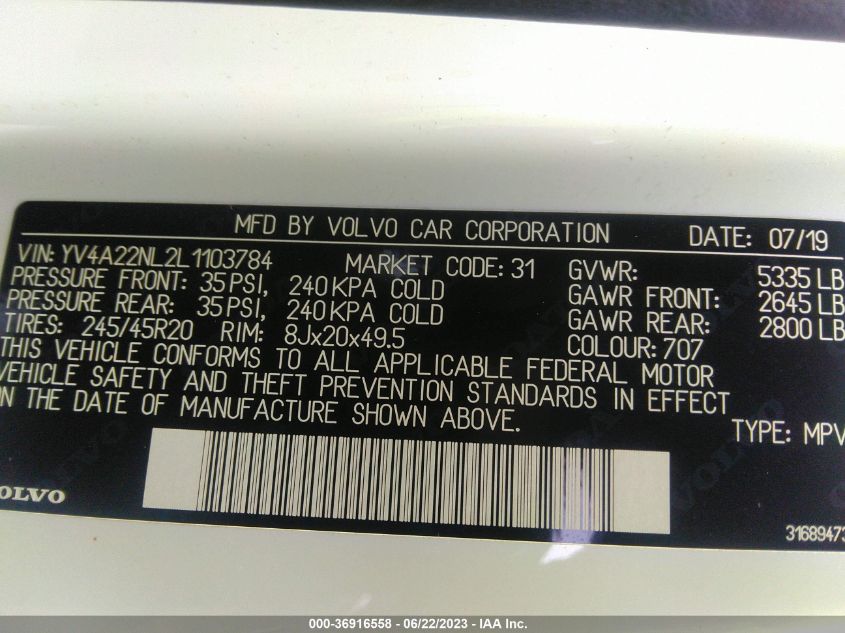 MFD BY VOLVO CAR CORPORATION DATE: 07/19
VIN: YV4A22NL2L1103784 MARKET CODE: 31 GVWR: 5335 LB
PRESSURE FRONT: 35PSI, 240KPA COLD GAWR FRONT: 2645 LB
PRESSURE REAR: 35PSI, 240KPA COLD GAWR REAR: 2800 LB
TIRES: 245/45R20 RIM: 8Jx20x49.5 COLOUR: 707
THIS VEHICLE CONFORMS TO ALL APPLICABLE FEDERAL MOTOR
VEHICLE SAFETY AND THEFT PREVENTION STANDARDS IN EFFECT
ON THE DATE OF MANUFACTURE SHOWN ABOVE.
TYPE: MPV
VOLVO
31689473
000-36916558 - 06/22/2023 - IAA Inc.